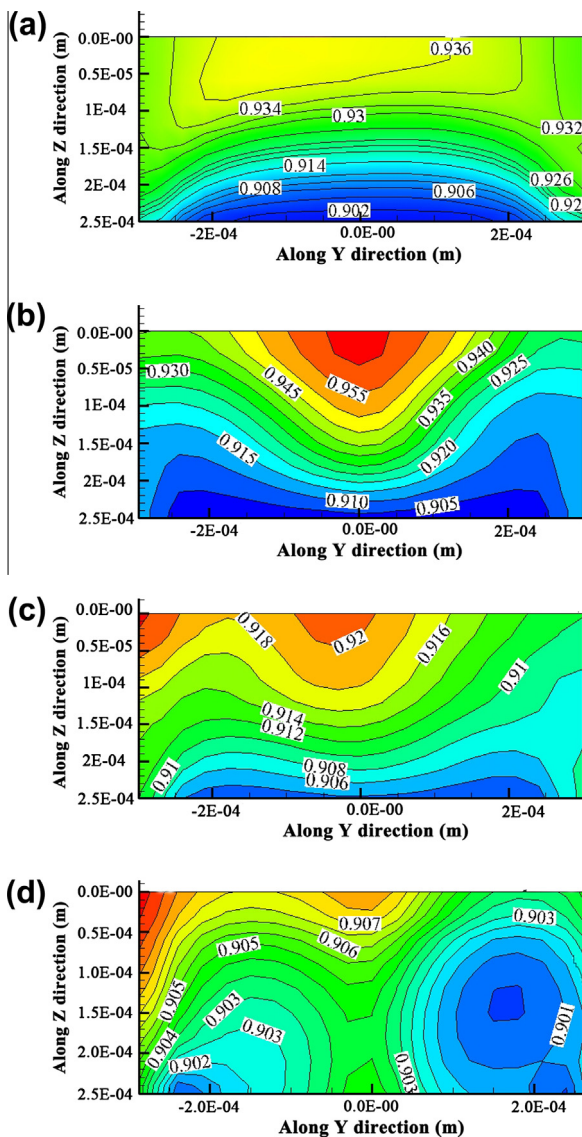 (a)
Along Z direction (m)
0.0E-00
5.0E-05
1E-04
1.5E-04
2E-04
2.5E-04
0.936
0.934
0.93
0.932
0.914
0.926
0.908
0.906
0.92
0.902
-2E-04 0.0E-00 2E-04
Along Y direction (m)
(b)
Along Z direction (m)
0.0E-00
5.0E-05
1E-04
1.5E-04
2E-04
2.5E-04
0.940
0.930
0.925
0.945
0.955
0.935
0.915
0.920
0.910
0.905
-2E-04 0.0E-00 2E-04
Along Y direction (m)
(c)
Along Z direction (m)
0.0E-00
5.0E-05
1E-04
1.5E-04
2E-04
2.5E-04
0.918
0.92
0.916
0.91
0.914
0.912
0.91
0.908
0.906
-2E-04 0.0E-00 2E-04
Along Y direction (m)
(d)
Along Z direction (m)
0.0E-00
5.0E-05
1.0E-04
1.5E-04
2.0E-04
2.5E-04
0.907
0.903
0.905
0.906
0.905
0.903
0.901
0.904
0.903
0.902
0.903
-2.0E-04 0.0E-00 2.0E-04
Along Y direction (m)